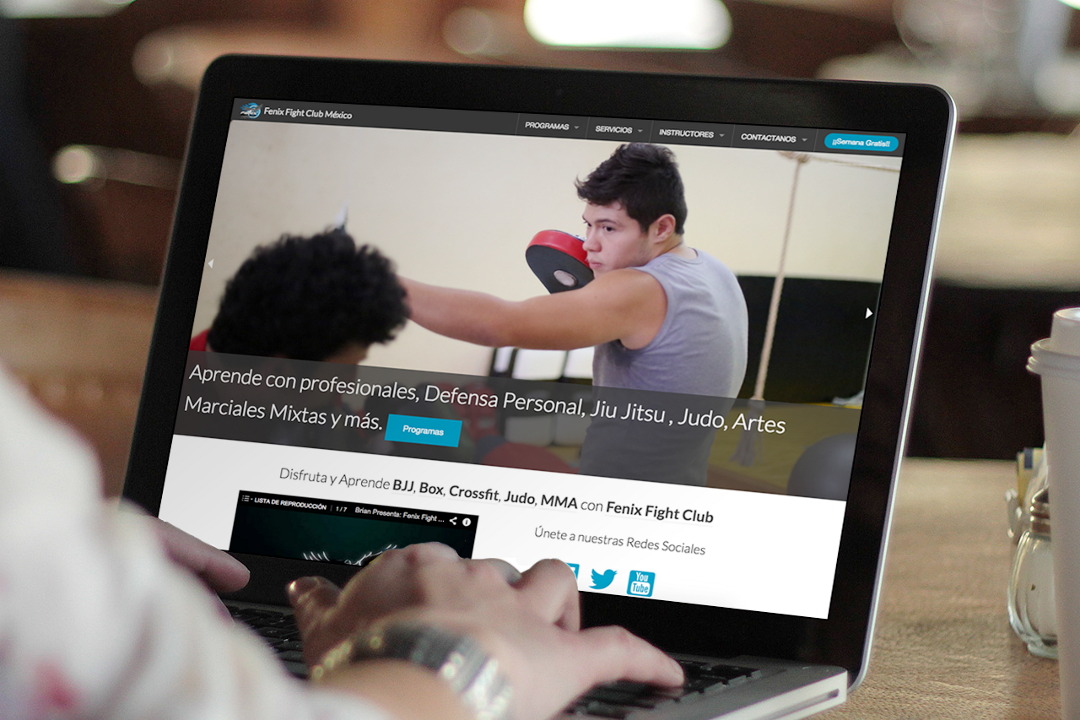 Fenix Fight Club México
PROGRAMAS
SERVICIOS
INSTRUCTORES
CONTACTANOS
¡¡Semana Gratis!!
Aprende con profesionales, Defensa Personal, Jiu Jitsu , Judo, Artes
Marciales Mixtas y más.
Programas
Disfruta y Aprende BJJ, Box, Crossfit, Judo, MMA con Fenix Fight Club
LISTA DE REPRODUCCIÓN
1/7
Brian Presenta: Fenix Fight ...
Únete a nuestras Redes Sociales
You
Tube